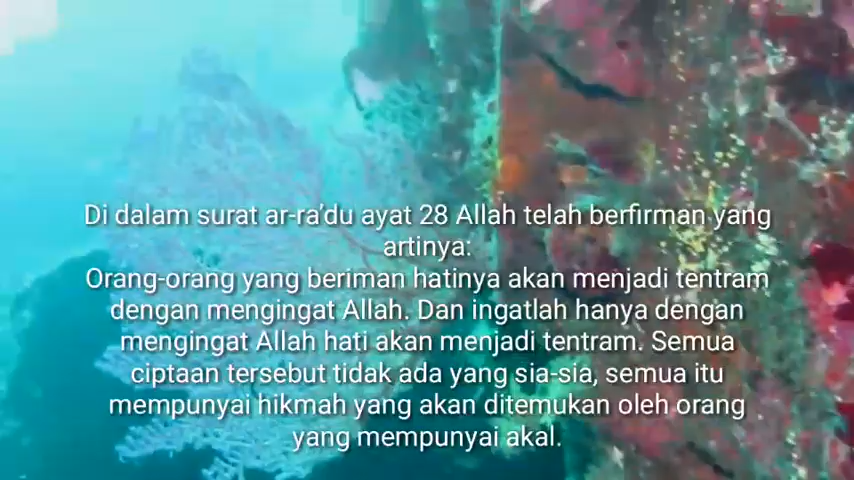 Di dalam surat ar-ra’du ayat 28 Allah telah berfirman yang
artinya:
Orang-orang yang beriman hatinya akan menjadi tentram
dengan mengingat Allah. Dan ingatlah hanya dengan
mengingat Allah hati akan menjadi tentram. Semua
ciptaan tersebut tidak ada yang sia-sia, semua itu
mempunyai hikmah yang akan ditemukan oleh orang
yang mempunyai akal.